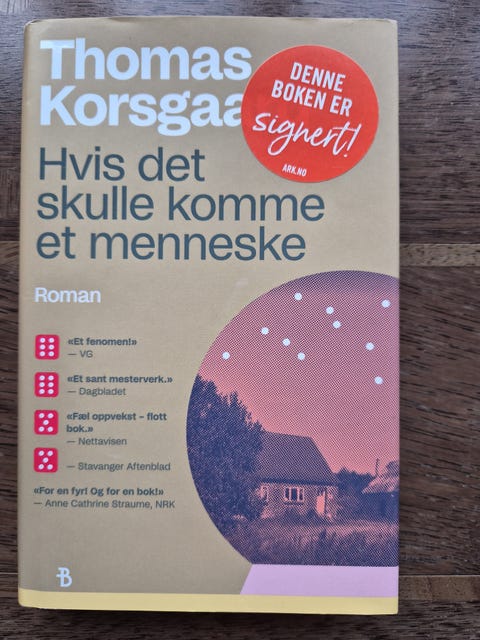 Thomas
Korsgaa
DENNE
BOKEN ER
signert!
ARK.NO
Hvis det
skulle komme
et menneske
Roman
«Et fenomen!»
— VG
«Et sant mesterverk.»
— Dagbladet
«Fæl oppvekst – flott
bok.»
— Nettavisen
— Stavanger Aftenblad
«For en fyr! Og for en bok!»
— Anne Cathrine Straume, NRK
B